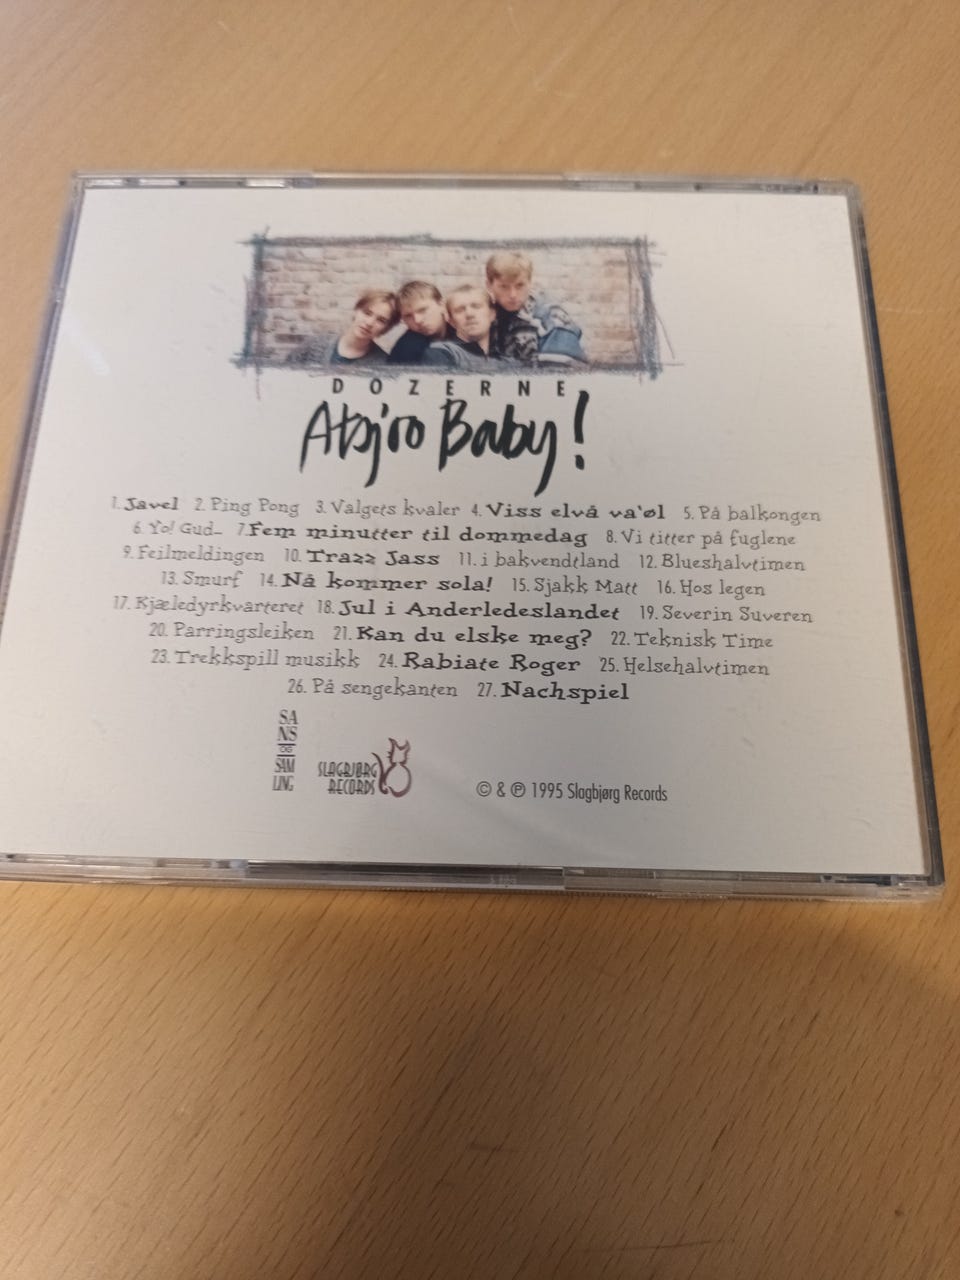 DOZERNE
Atsjoo Baby!
1. Javel 2. Ping Pong 3. Valgets kvaler 4. Viss elvå va'øl 5. På balkongen
6. Yo! Gud... 7. Fem minutter til dommedag 8. Vi titter på fuglene
9. Feilmeldingen 10. Trazz Jass 11. i bakvendtland 12. Blueshalvtimen
13. Smurf 14. Nå kommer sola! 15. Sjakk Matt 16. Hos legen
17. Kjæledyrkvarteret 18. Jul i Anderledeslandet 19. Severin Suveren
20. Parringsleiken 21. Kan du elske meg? 22. Teknisk Time
23. Trekkspill musikk 24. Rabiate Roger 25. Helsehalvtimen
26. På sengekanten 27. Nachspiel
SA
NS
OG
SAM
LING
SLAGBJØRG
RECORDS
© & ℗ 1995 Slagbjørg Records